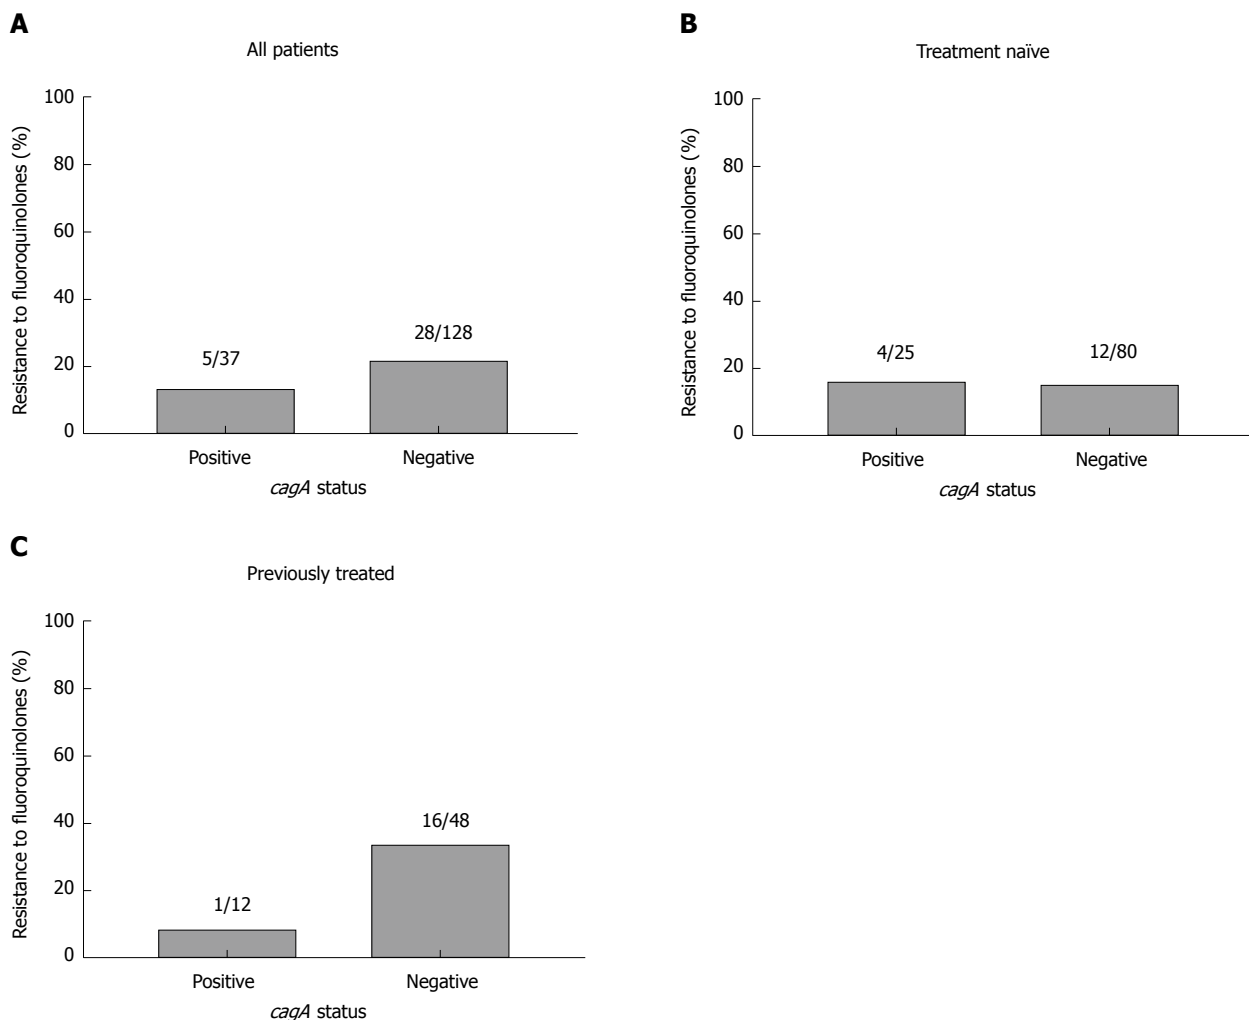 A
All patients
Resistance to fluoroquinolones (%)
100
80
60
40
20
0
5/37
28/128
Positive
Negative
cagA status
B
Treatment naïve
Resistance to fluoroquinolones (%)
100
80
60
40
20
0
4/25
12/80
Positive
Negative
cagA status
C
Previously treated
Resistance to fluoroquinolones (%)
100
80
60
40
20
0
1/12
16/48
Positive
Negative
cagA status